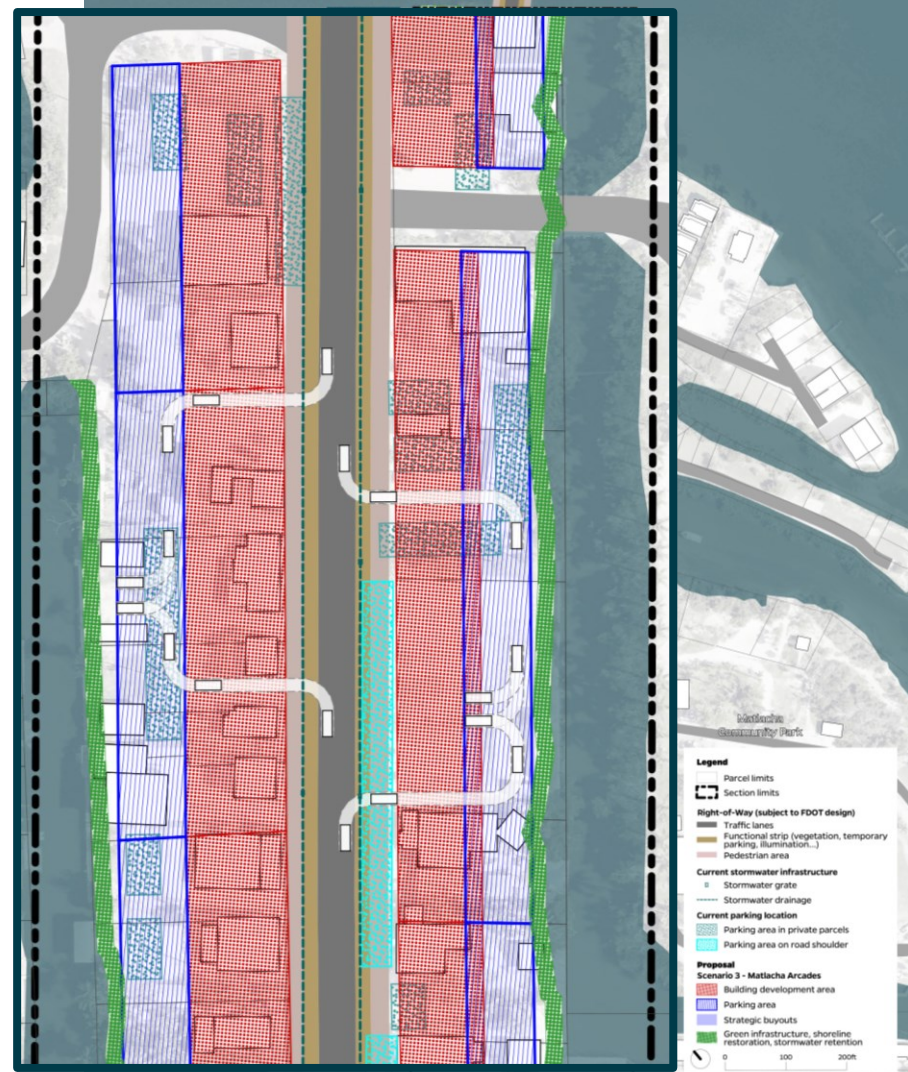 Matlacha
Community Park
Legend
Parcel limits
Section limits
Right-of-Way (subject to FDOT design)
Traffic lanes
Functional strip (vegetation, temporary
parking, illumination...)
Pedestrian area
Current stormwater infrastructure
Stormwater grate
Stormwater drainage
Current parking location
Parking area in private parcels
Parking area on road shoulder
Proposal
Scenario 3 - Matlacha Arcades
Building development area
Parking area
Strategic buyouts
Green infrastructure, shoreline
restoration, stormwater retention
0 100 200ft